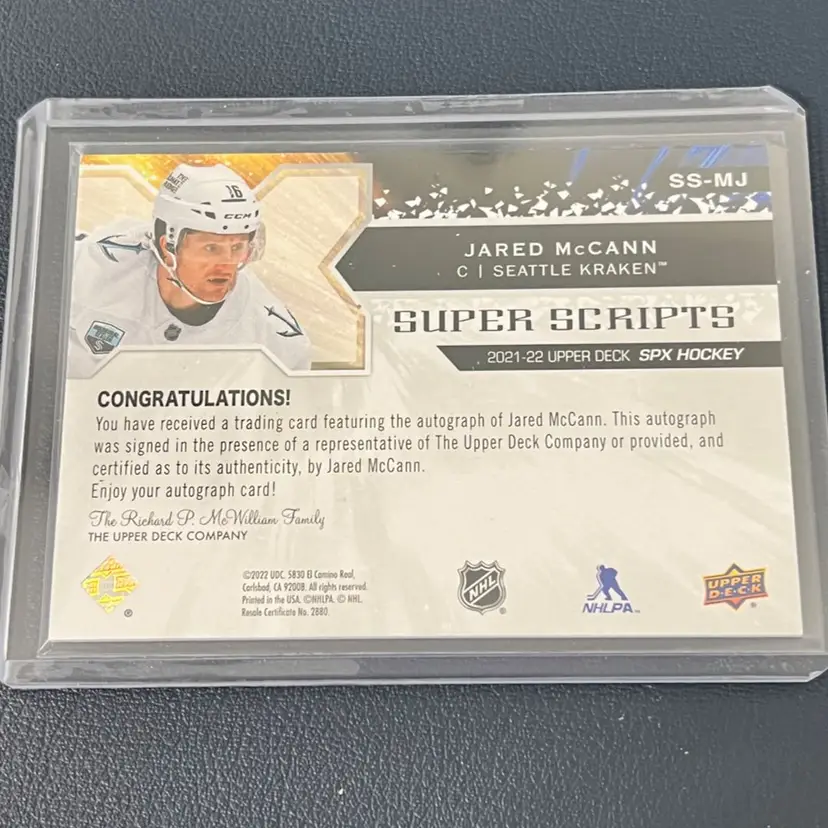 SS-MJ
16
CCM
JARED McCANN
C | SEATTLE KRAKEN™
SUPER SCRIPTS
2021-22 UPPER DECK SPX HOCKEY
CONGRATULATIONS!
You have received a trading card featuring the autograph of Jared McCann. This autograph
was signed in the presence of a representative of The Upper Deck Company or provided, and
certified as to its authenticity, by Jared McCann.
Enjoy your autograph card!
The Richard P. McWilliam Family
THE UPPER DECK COMPANY
©2022 UDC, 5830 El Camino Real,
Carlsbad, CA 92008. All rights reserved.
Printed in the USA. ©NHLPA. © NHL.
Resale Certificate No. 2880.
®
NHL
®
NHLPA™
UPPER
D·E·C·K
®